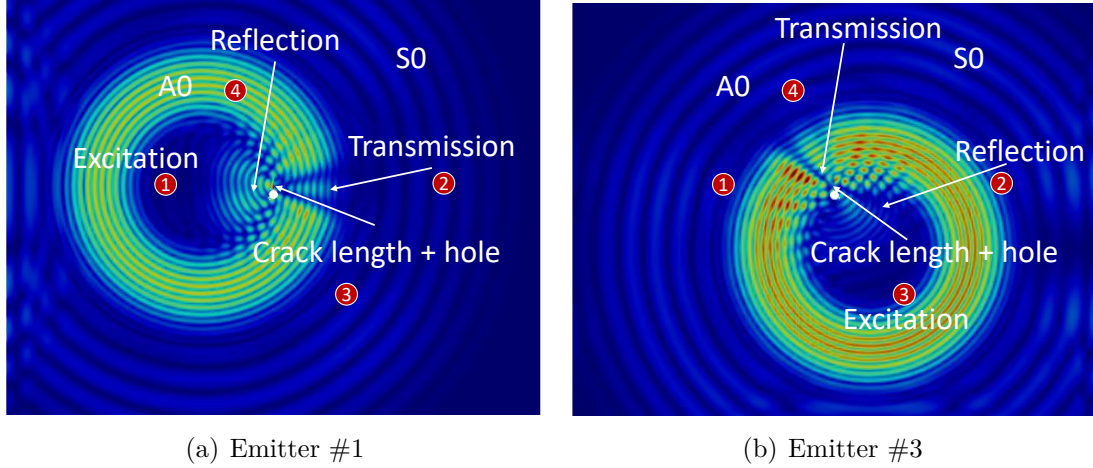 Reflection
S0
A0
4
Transmission
Excitation
1
2
Crack length + hole
3
(a) Emitter #1
Transmission
S0
A0
4
Reflection
1
2
Crack length + hole
3
Excitation
(b) Emitter #3